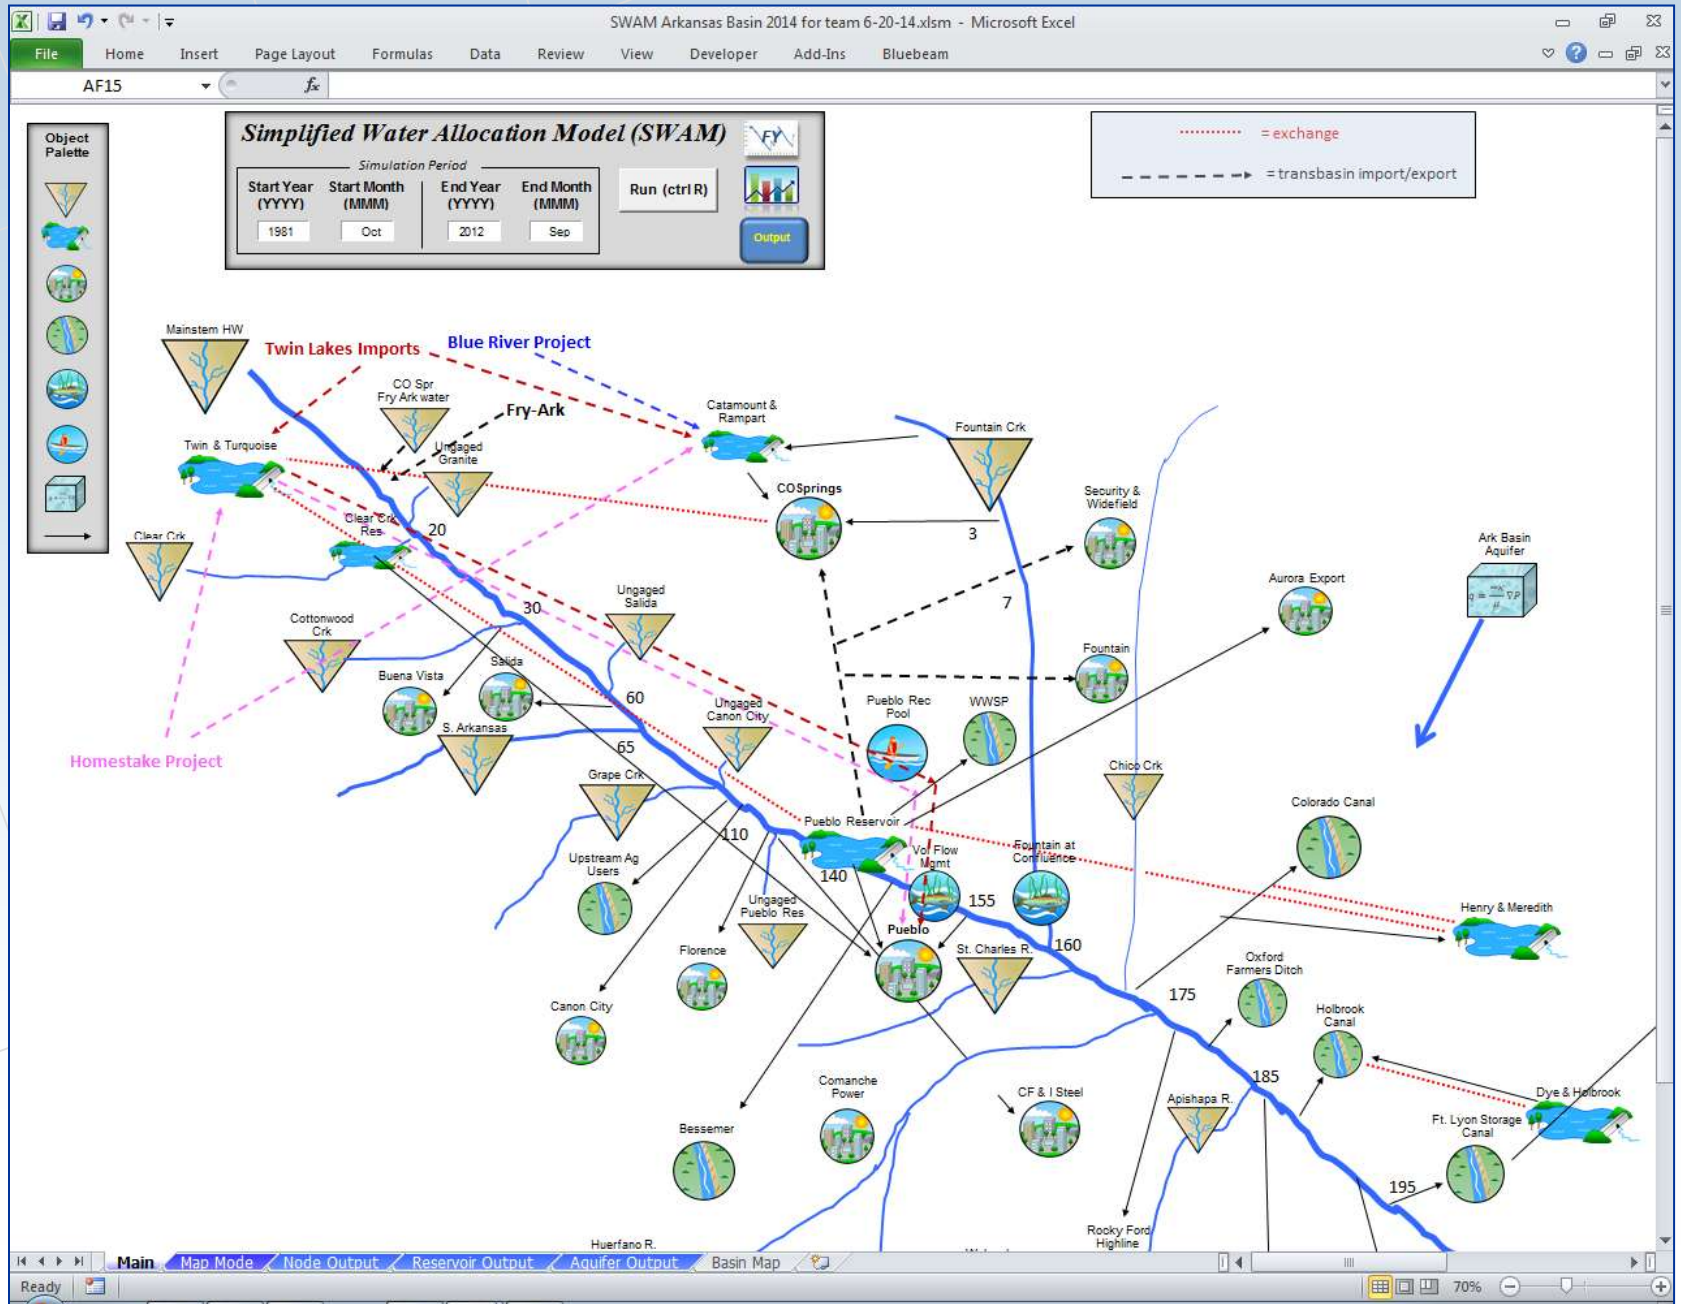 SWAM Arkansas Basin 2014 for team 6-20-14.xlsm - Microsoft Excel
File Home Insert Page Layout Formulas Data Review View Developer Add-Ins Bluebeam
AF15 fx
Object
Palette
Simplified Water Allocation Model (SWAM)
FY
Simulation Period
Start Year Start Month End Year End Month
(YYYY) (MMM) (YYYY) (MMM)
1981 Oct 2012 Sep
Run (ctrl R)
Output
= exchange
= transbasin import/export
Mainstem HW
Twin Lakes Imports
Blue River Project
CO Spr
Fry Ark water
Fry-Ark
Catamount &
Rampart
Fountain Crk
Twin & Turquoise
Ungaged
Granite
COSprings
Security &
Widefield
Clear Crk
Res
20
3
Clear Crk
Ark Basin
Aquifer
Aurora Export
30
Ungaged
Salida
7
Cottonwood
Crk
Salida
Buena Vista
Fountain
60
Pueblo Rec
Pool
WWSP
Ungaged
Canon City
S. Arkansas
65
Homestake Project
Grape Crk
Chico Crk
Colorado Canal
110
Pueblo Reservoir
Vol Flow
Mgmt
Fountain at
Confluence
Upstream Ag
Users
140
155
Ungaged
Pueblo Res
Henry & Meredith
Pueblo
160
Florence
St. Charles R.
Oxford
Farmers Ditch
175
Canon City
Holbrook
Canal
185
Comanche
Power
CF & I Steel
Apishapa R.
Dye & Holbrook
Ft. Lyon Storage
Canal
Bessemer
195
Rocky Ford
Highline
Huerfano R.
Main Map Mode Node Output Reservoir Output Aquifer Output Basin Map
Ready 70%